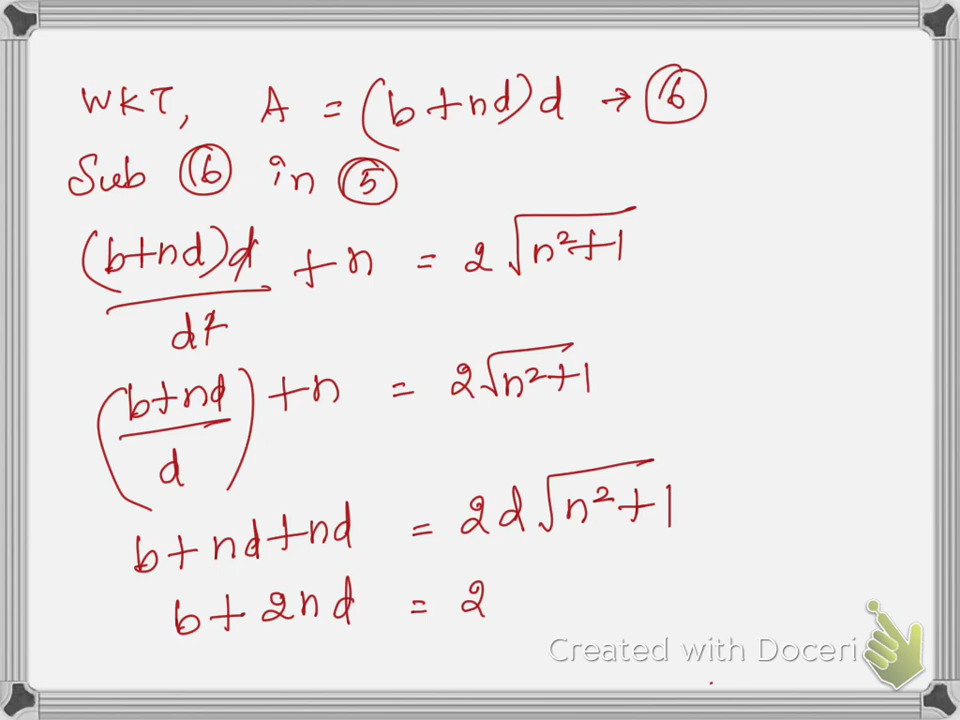 WKT, A = (b+nd)d → ⑥
Sub ⑥ in ⑤
(b+nd)d / d² + n = 2√(n²+1)
((b+nd)/d) + n = 2√(n²+1)
b+nd+nd = 2d√(n²+1)
b+2nd = 2
Created with Doceri